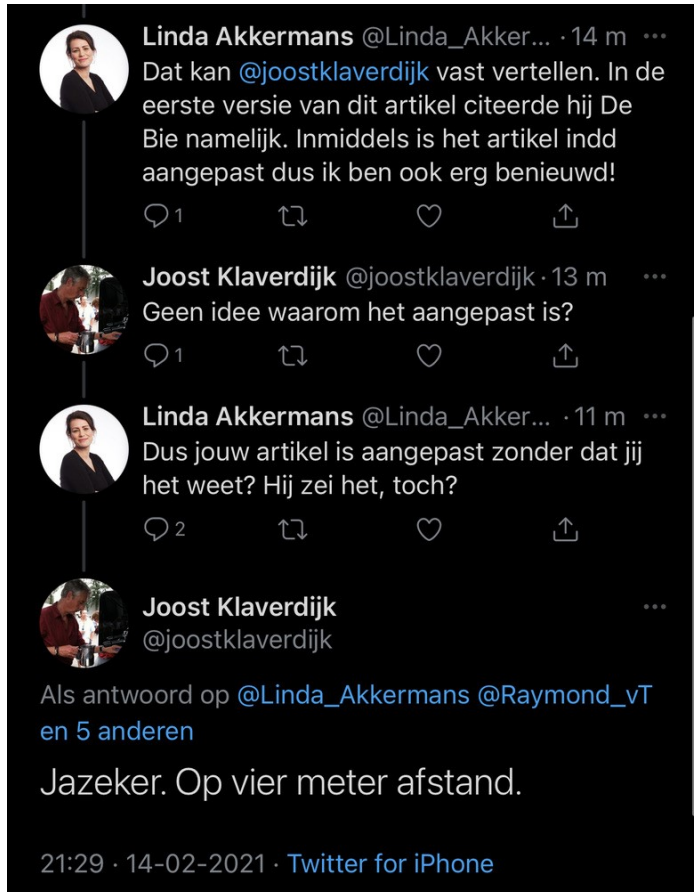 Linda Akkermans @Linda_Akker... · 14 m
Dat kan @joostklaverdijk vast vertellen. In de
eerste versie van dit artikel citeerde hij De
Bie namelijk. Inmiddels is het artikel indd
aangepast dus ik ben ook erg benieuwd!
1
Joost Klaverdijk @joostklaverdijk · 13 m
Geen idee waarom het aangepast is?
1
Linda Akkermans @Linda_Akker... · 11 m
Dus jouw artikel is aangepast zonder dat jij
het weet? Hij zei het, toch?
2
Joost Klaverdijk
@joostklaverdijk
Als antwoord op @Linda_Akkermans @Raymond_vT
en 5 anderen
Jazeker. Op vier meter afstand.
21:29 · 14-02-2021 · Twitter for iPhone